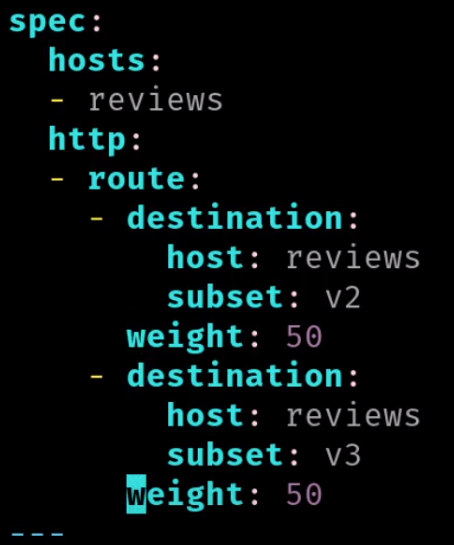 spec:
  hosts:
  - reviews
  http:
  - route:
    - destination:
        host: reviews
        subset: v2
      weight: 50
    - destination:
        host: reviews
        subset: v3
      weight: 50
---